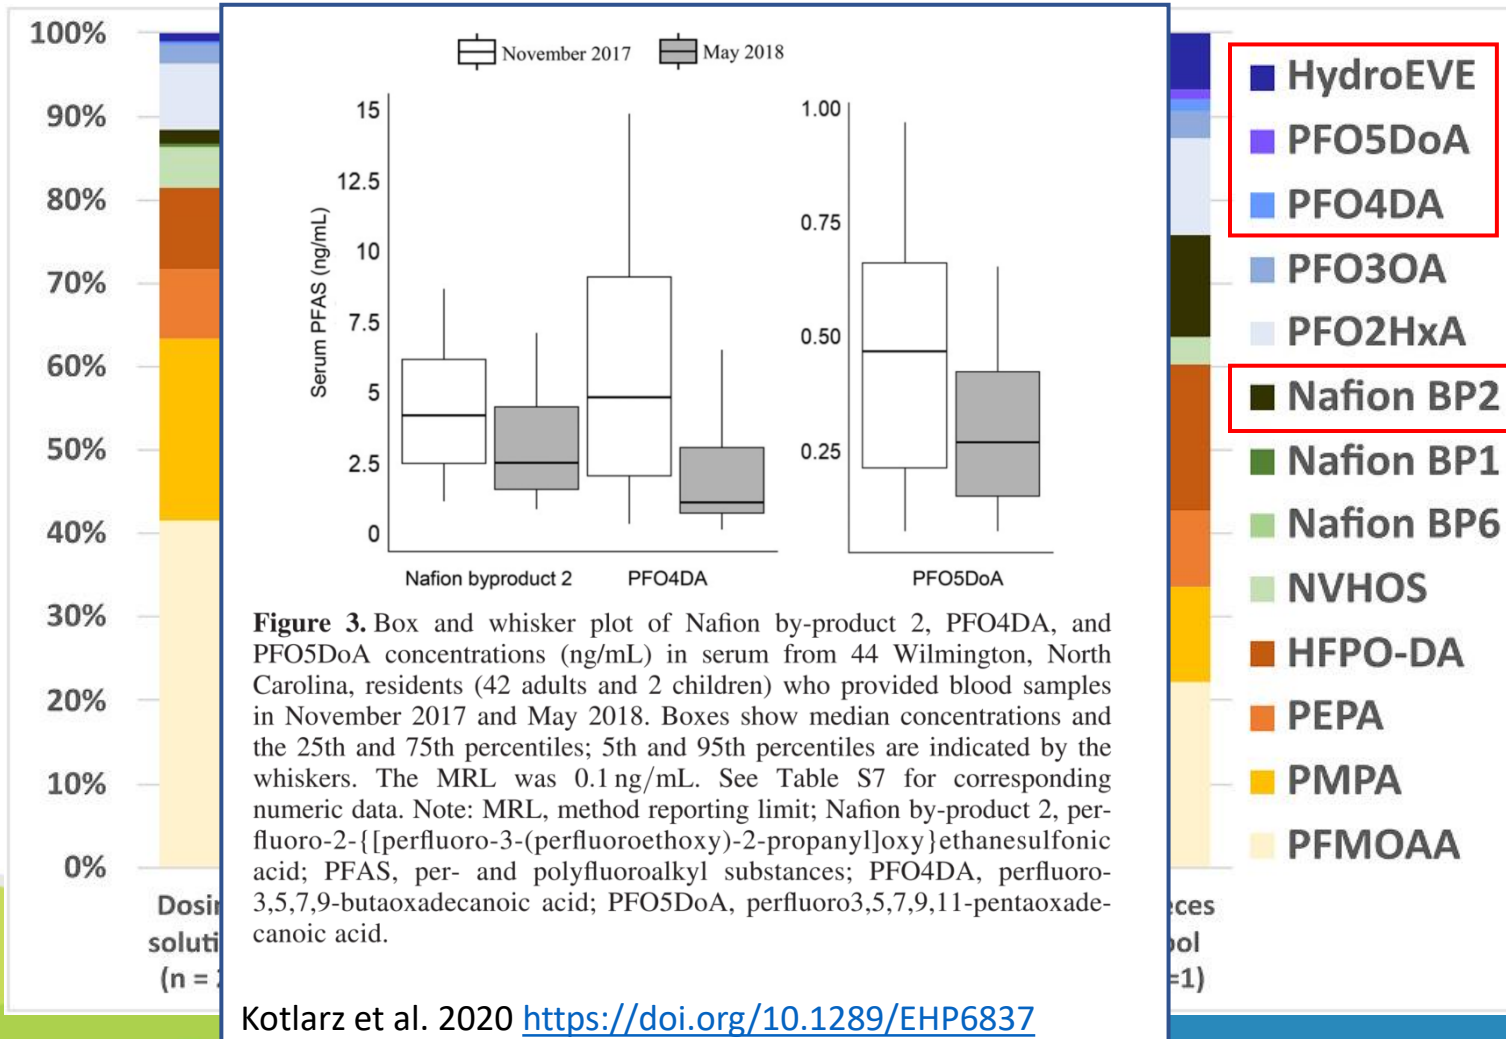 100%
90%
80%
70%
60%
50%
40%
30%
20%
10%
0%
November 2017
May 2018
Serum PFAS (ng/mL)
15
12.5
10
7.5
5
2.5
0
1.00
0.75
0.50
0.25
Nafion byproduct 2
PFO4DA
PFO5DoA
Figure 3. Box and whisker plot of Nafion by-product 2, PFO4DA, and
PFO5DoA concentrations (ng/mL) in serum from 44 Wilmington, North
Carolina, residents (42 adults and 2 children) who provided blood samples
in November 2017 and May 2018. Boxes show median concentrations and
the 25th and 75th percentiles; 5th and 95th percentiles are indicated by the
whiskers. The MRL was 0.1 ng/mL. See Table S7 for corresponding
numeric data. Note: MRL, method reporting limit; Nafion by-product 2, per-
fluoro-2-{[perfluoro-3-(perfluoroethoxy)-2-propanyl]oxy}ethanesulfonic
acid; PFAS, per- and polyfluoroalkyl substances; PFO4DA, perfluoro-
3,5,7,9-butaoxadecanoic acid; PFO5DoA, perfluoro3,5,7,9,11-pentaoxade-
canoic acid.
Kotlarz et al. 2020 https://doi.org/10.1289/EHP6837
(n =
=1)
HydroEVE
PFO5DoA
PFO4DA
PFO3OA
PFO2HxA
Nafion BP2
Nafion BP1
Nafion BP6
NVHOS
HFPO-DA
PEPA
PMPA
PFMOAA